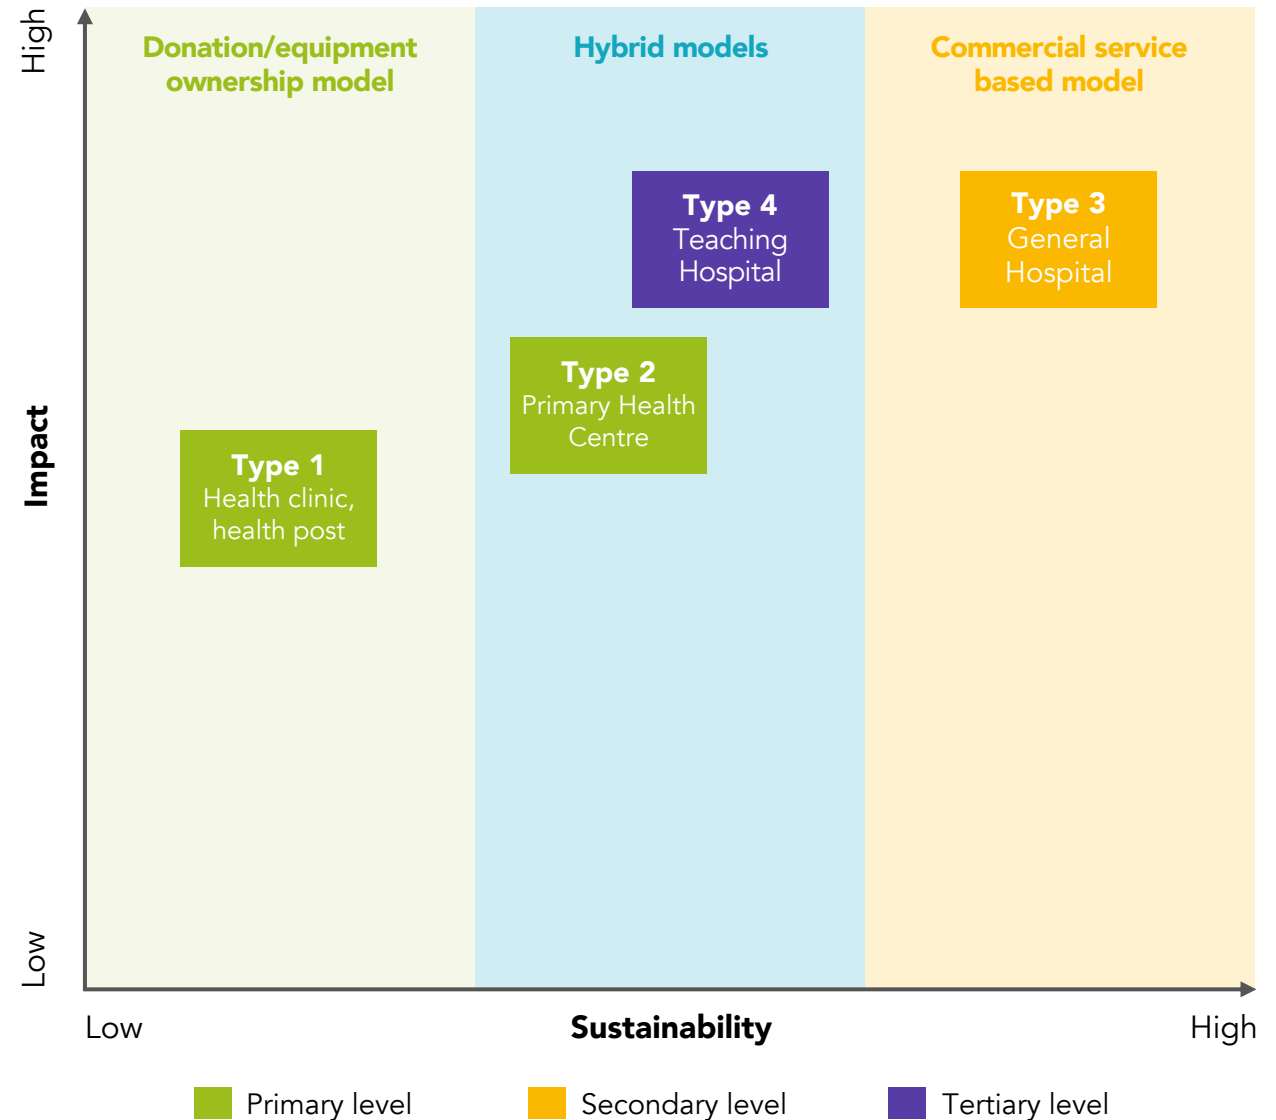 High
Donation/equipment
ownership model
Hybrid models
Commercial service
based model
Type 4
Teaching
Hospital
Type 3
General
Hospital
Type 2
Primary Health
Centre
Type 1
Health clinic,
health post
Impact
Low
Low
Sustainability
High
Primary level
Secondary level
Tertiary level